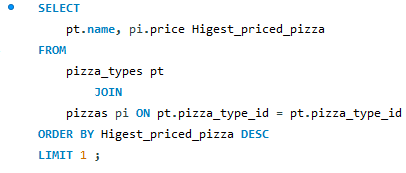 SELECT
pt.name, pi.price Higest_priced_pizza
FROM
pizza_types pt
JOIN
pizzas pi ON pt.pizza_type_id = pt.pizza_type_id
ORDER BY Higest_priced_pizza DESC
LIMIT 1 ;